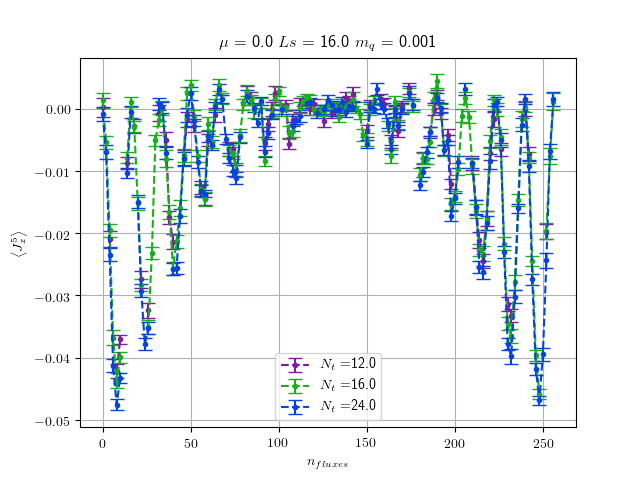 μ = 0.0 Ls = 16.0 m_q = 0.001
⟨J_z^5⟩
0.00
−0.01
−0.02
−0.03
−0.04
−0.05
N_t =12.0
N_t =16.0
N_t =24.0
0 50 100 150 200 250
n_fluxes